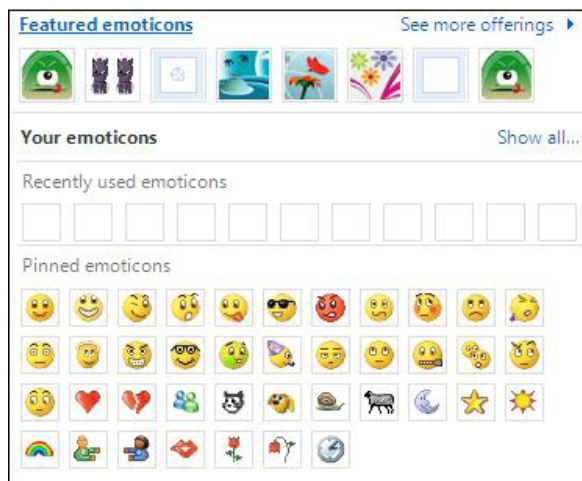 Featured emoticons See more offerings
Your emoticons Show all...
Recently used emoticons
Pinned emoticons